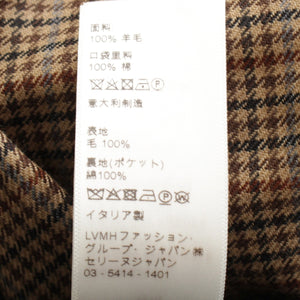 面料
100% 羊毛
口袋里料
100% 棉
意大利制造
表地
毛 100%
裏地(ポケット)
綿100%
イタリア製
LVMHファッション・
グループ・ジャパン㈱
セリーヌジャパン
03 - 5414 - 1401